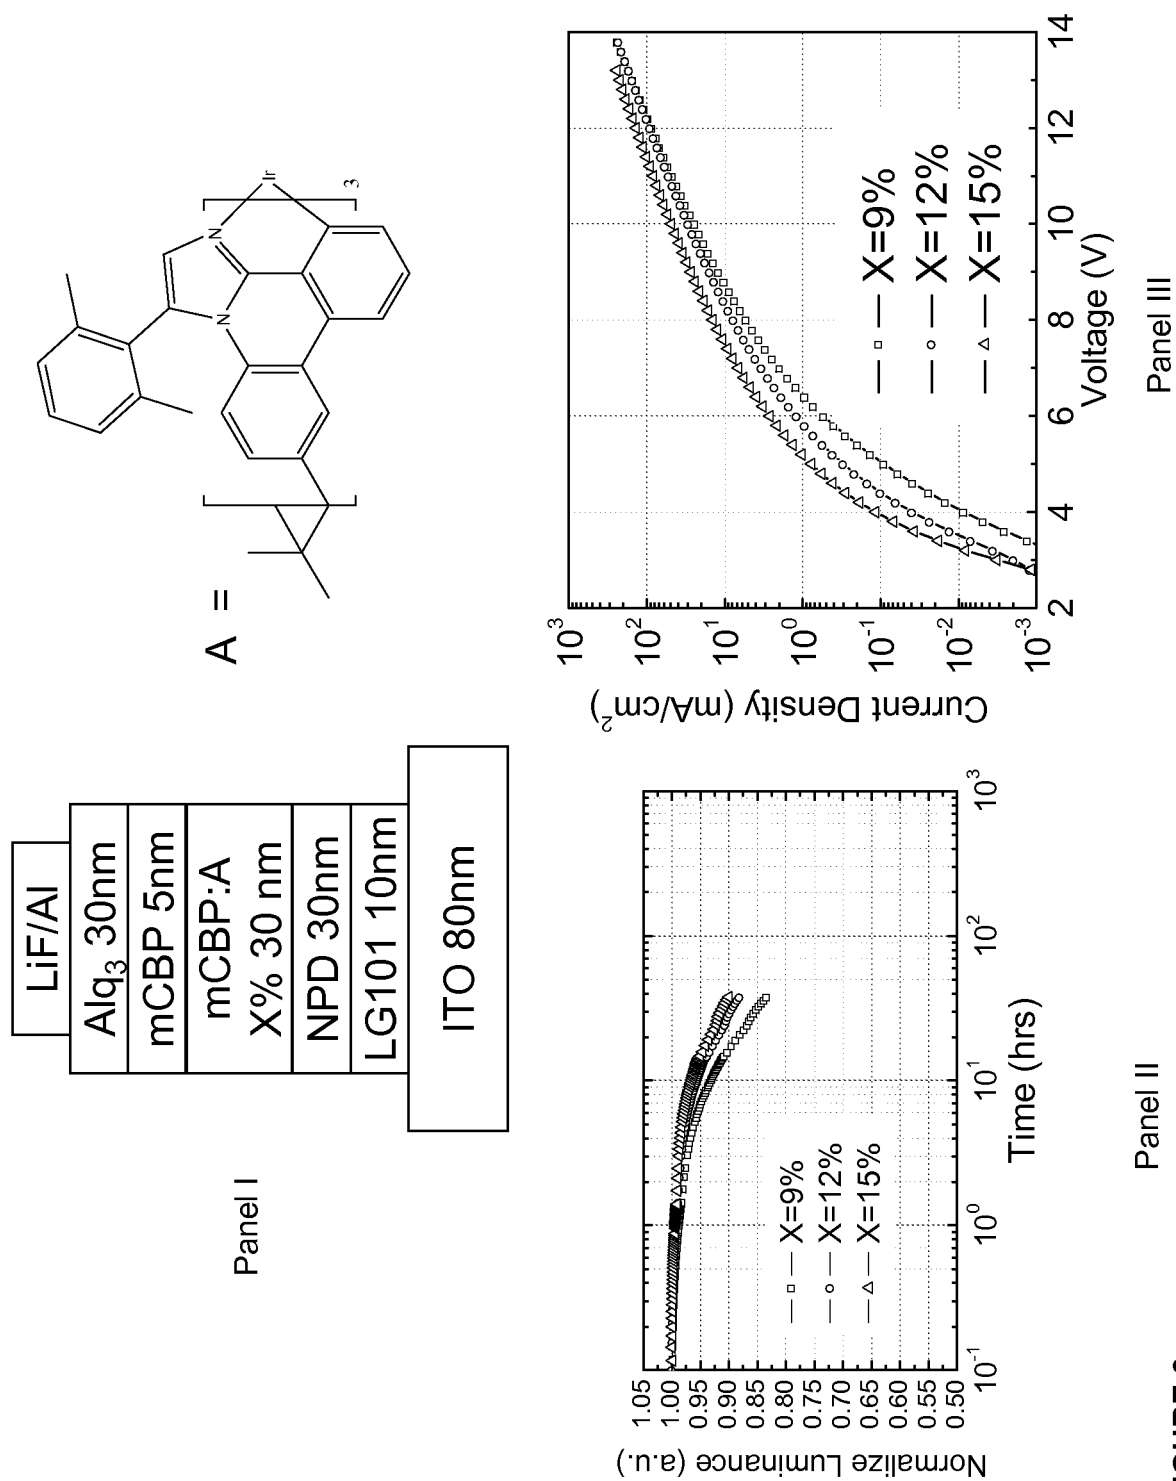 Panel I
LiF/Al
Alq3 30nm
mCBP 5nm
mCBP:A
X% 30 nm
NPD 30nm
LG101 10nm
ITO 80nm
A =
N
N
Ir
3
Normalize Luminance (a.u.)
1.05
1.00
0.95
0.90
0.85
0.80
0.75
0.70
0.65
0.60
0.55
0.50
X=9%
X=12%
X=15%
10-1
100
101
102
103
Time (hrs)
Panel II
Current Density (mA/cm2)
103
102
101
100
10-1
10-2
10-3
X=9%
X=12%
X=15%
2
4
6
8
10
12
14
Voltage (V)
Panel III